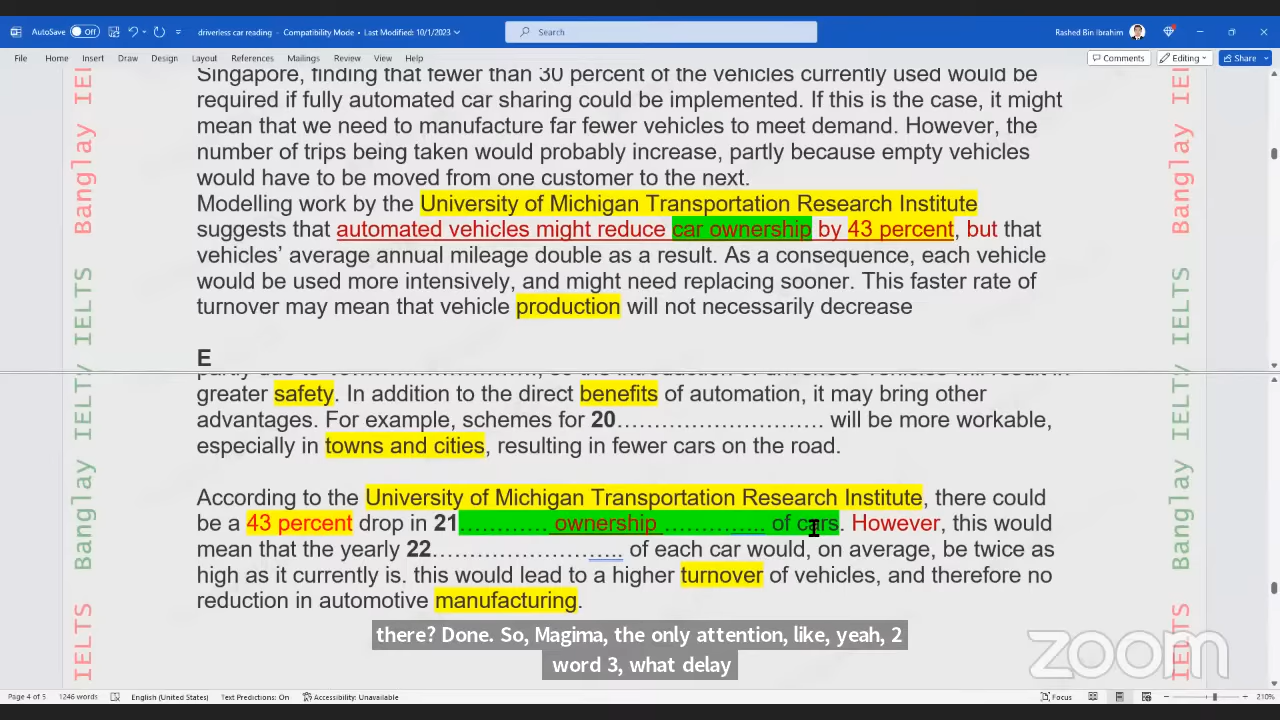 AutoSave Off driverless car reading - Compatibility Mode • Last Modified: 10/1/2023 Search Rashed Bin Ibrahim
File Home Insert Draw Design Layout References Mailings Review View Help Comments Editing Share
Singapore, finding that fewer than 30 percent of the vehicles currently used would be
required if fully automated car sharing could be implemented. If this is the case, it might
mean that we need to manufacture far fewer vehicles to meet demand. However, the
number of trips being taken would probably increase, partly because empty vehicles
would have to be moved from one customer to the next.
Modelling work by the University of Michigan Transportation Research Institute
suggests that automated vehicles might reduce car ownership by 43 percent, but that
vehicles' average annual mileage double as a result. As a consequence, each vehicle
would be used more intensively, and might need replacing sooner. This faster rate of
turnover may mean that vehicle production will not necessarily decrease
E
greater safety. In addition to the direct benefits of automation, it may bring other
advantages. For example, schemes for 20………………………. will be more workable,
especially in towns and cities, resulting in fewer cars on the road.
According to the University of Michigan Transportation Research Institute, there could
be a 43 percent drop in 21………… ownership ………….. of cars. However, this would
mean that the yearly 22…………………….. of each car would, on average, be twice as
high as it currently is. this would lead to a higher turnover of vehicles, and therefore no
reduction in automotive manufacturing.
there? Done. So, Magima, the only attention, like, yeah, 2
word 3, what delay
zoom
Banglay IELTS
Banglay IELTy IELTS
IELTS
Banglay IELTS
Banglay IELTy IELTS
IELTS
Page 4 of 5 1246 words English (United States) Text Predictions: On Accessibility: Unavailable Focus 210%